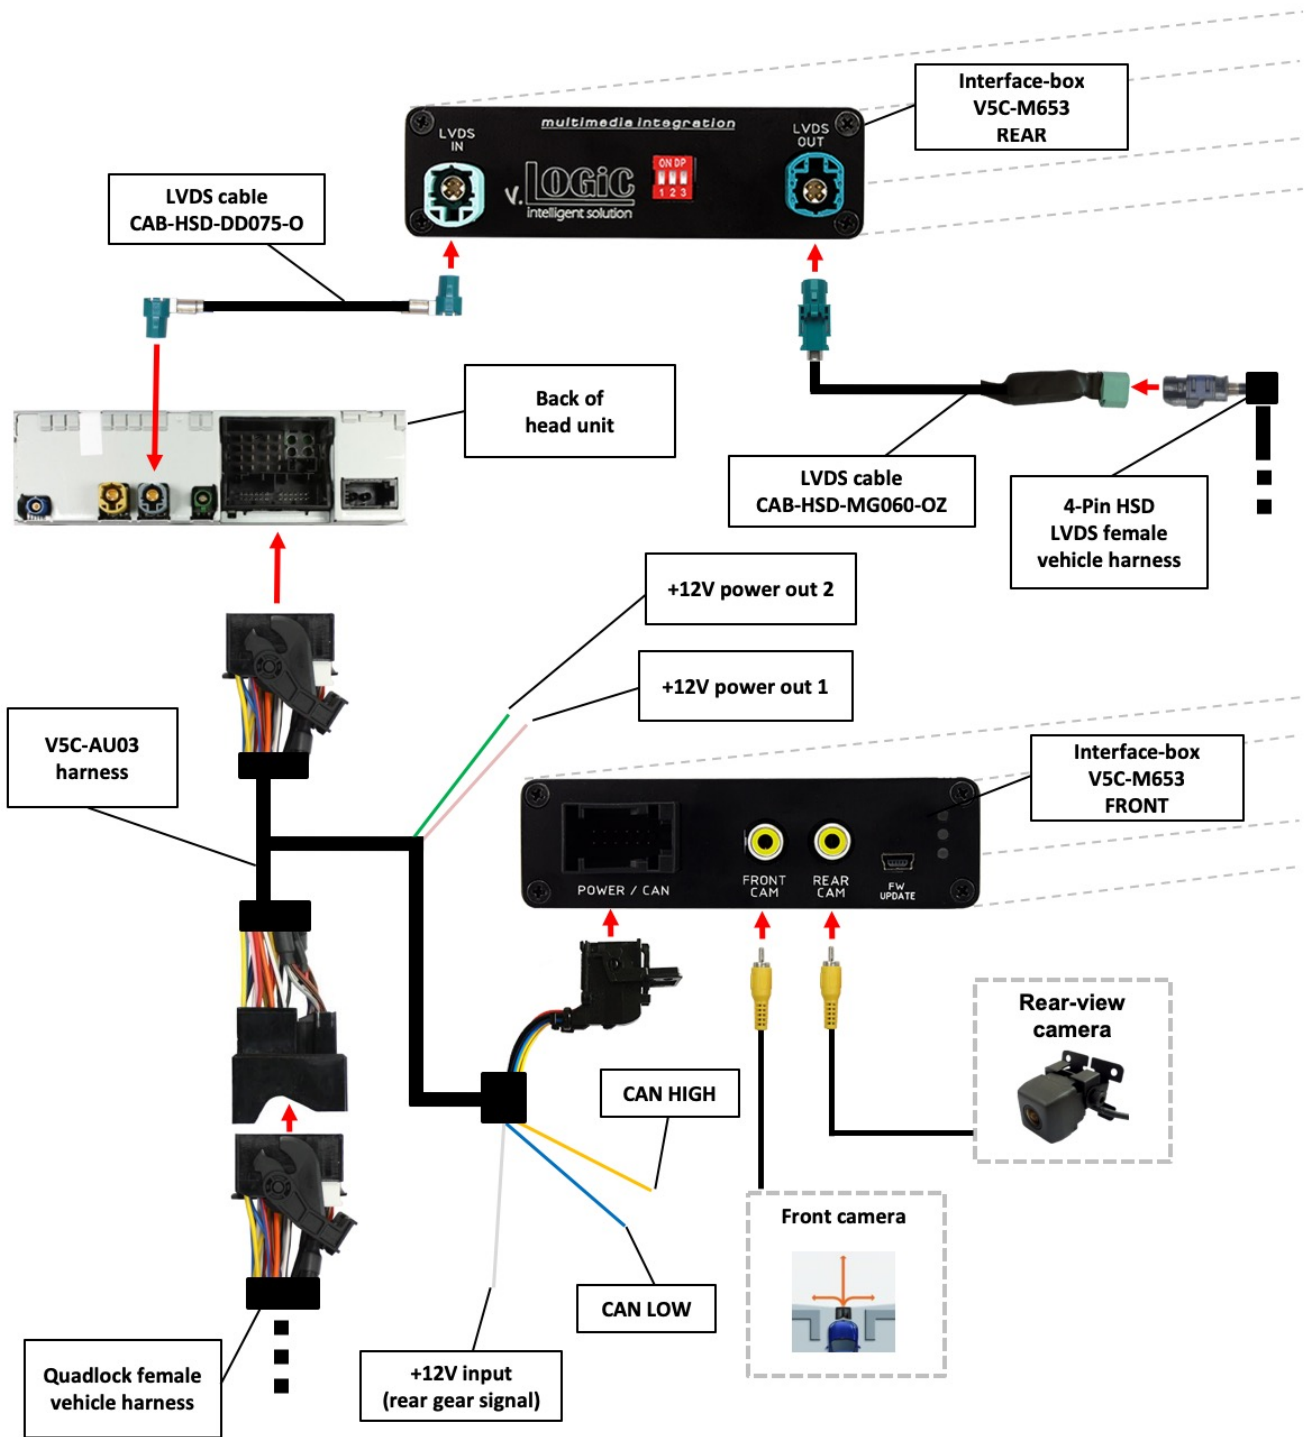 Interface-box
V5C-M653
REAR
multimedia integration
LVDS
IN
LVDS
OUT
ON DP
1 2 3
v.LOGiC
intelligent solution
LVDS cable
CAB-HSD-DD075-O
Back of
head unit
LVDS cable
CAB-HSD-MG060-OZ
4-Pin HSD
LVDS female
vehicle harness
+12V power out 2
+12V power out 1
V5C-AU03
harness
Interface-box
V5C-M653
FRONT
POWER / CAN
FRONT
CAM
REAR
CAM
FW
UPDATE
Rear-view
camera
CAN HIGH
Front camera
CAN LOW
+12V input
(rear gear signal)
Quadlock female
vehicle harness